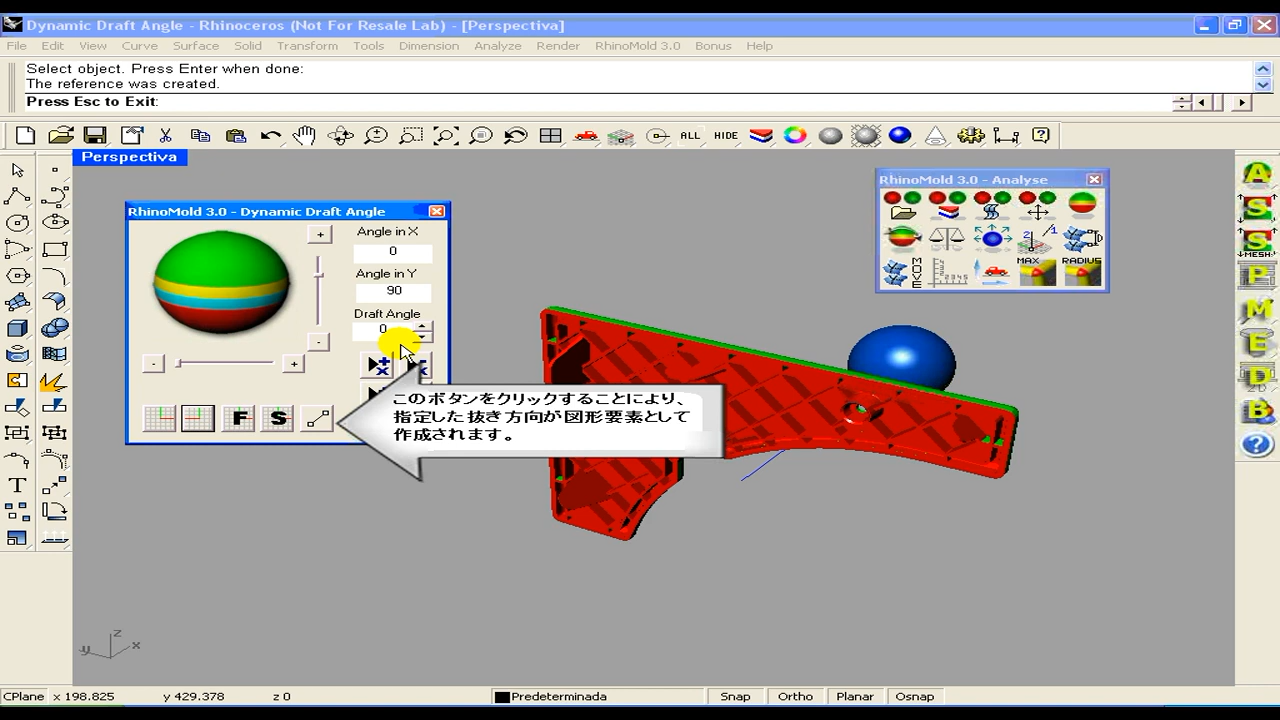 Dynamic Draft Angle - Rhinoceros (Not For Resale Lab) - [Perspectiva]
File Edit View Curve Surface Solid Transform Tools Dimension Analyze Render RhinoMold 3.0 Bonus Help
Select object. Press Enter when done:
The reference was created.
Press Esc to Exit:
ALL HIDE
Perspectiva
RhinoMold 3.0 - Analyse
MOVE
MAX
RADIUS
RhinoMold 3.0 - Dynamic Draft Angle
Angle in X
0
Angle in Y
90
Draft Angle
0
F S
このボタンをクリックすることにより、
指定した抜き方向が図形要素として
作成されます。
A
S
S
MESH
P
M
E
D
B
T
z
y x
CPlane x 198.825 y 429.378 z 0 Predeterminada Snap Ortho Planar Osnap